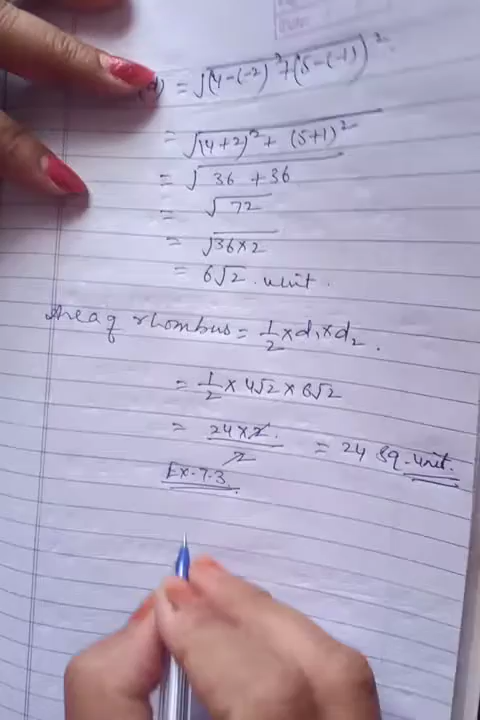 = √(4-(-2))²+(5-(-1))²
= √(4+2)²+ (5+1)²
= √36 +36
= √72
= √36×2
= 6√2 unit.
Area of rhombus = 1/2 × d₁ × d₂.
= 1/2 × 4√2 × 6√2
= 24×2/2 = 24 sq. unit.
Ex. 7.3